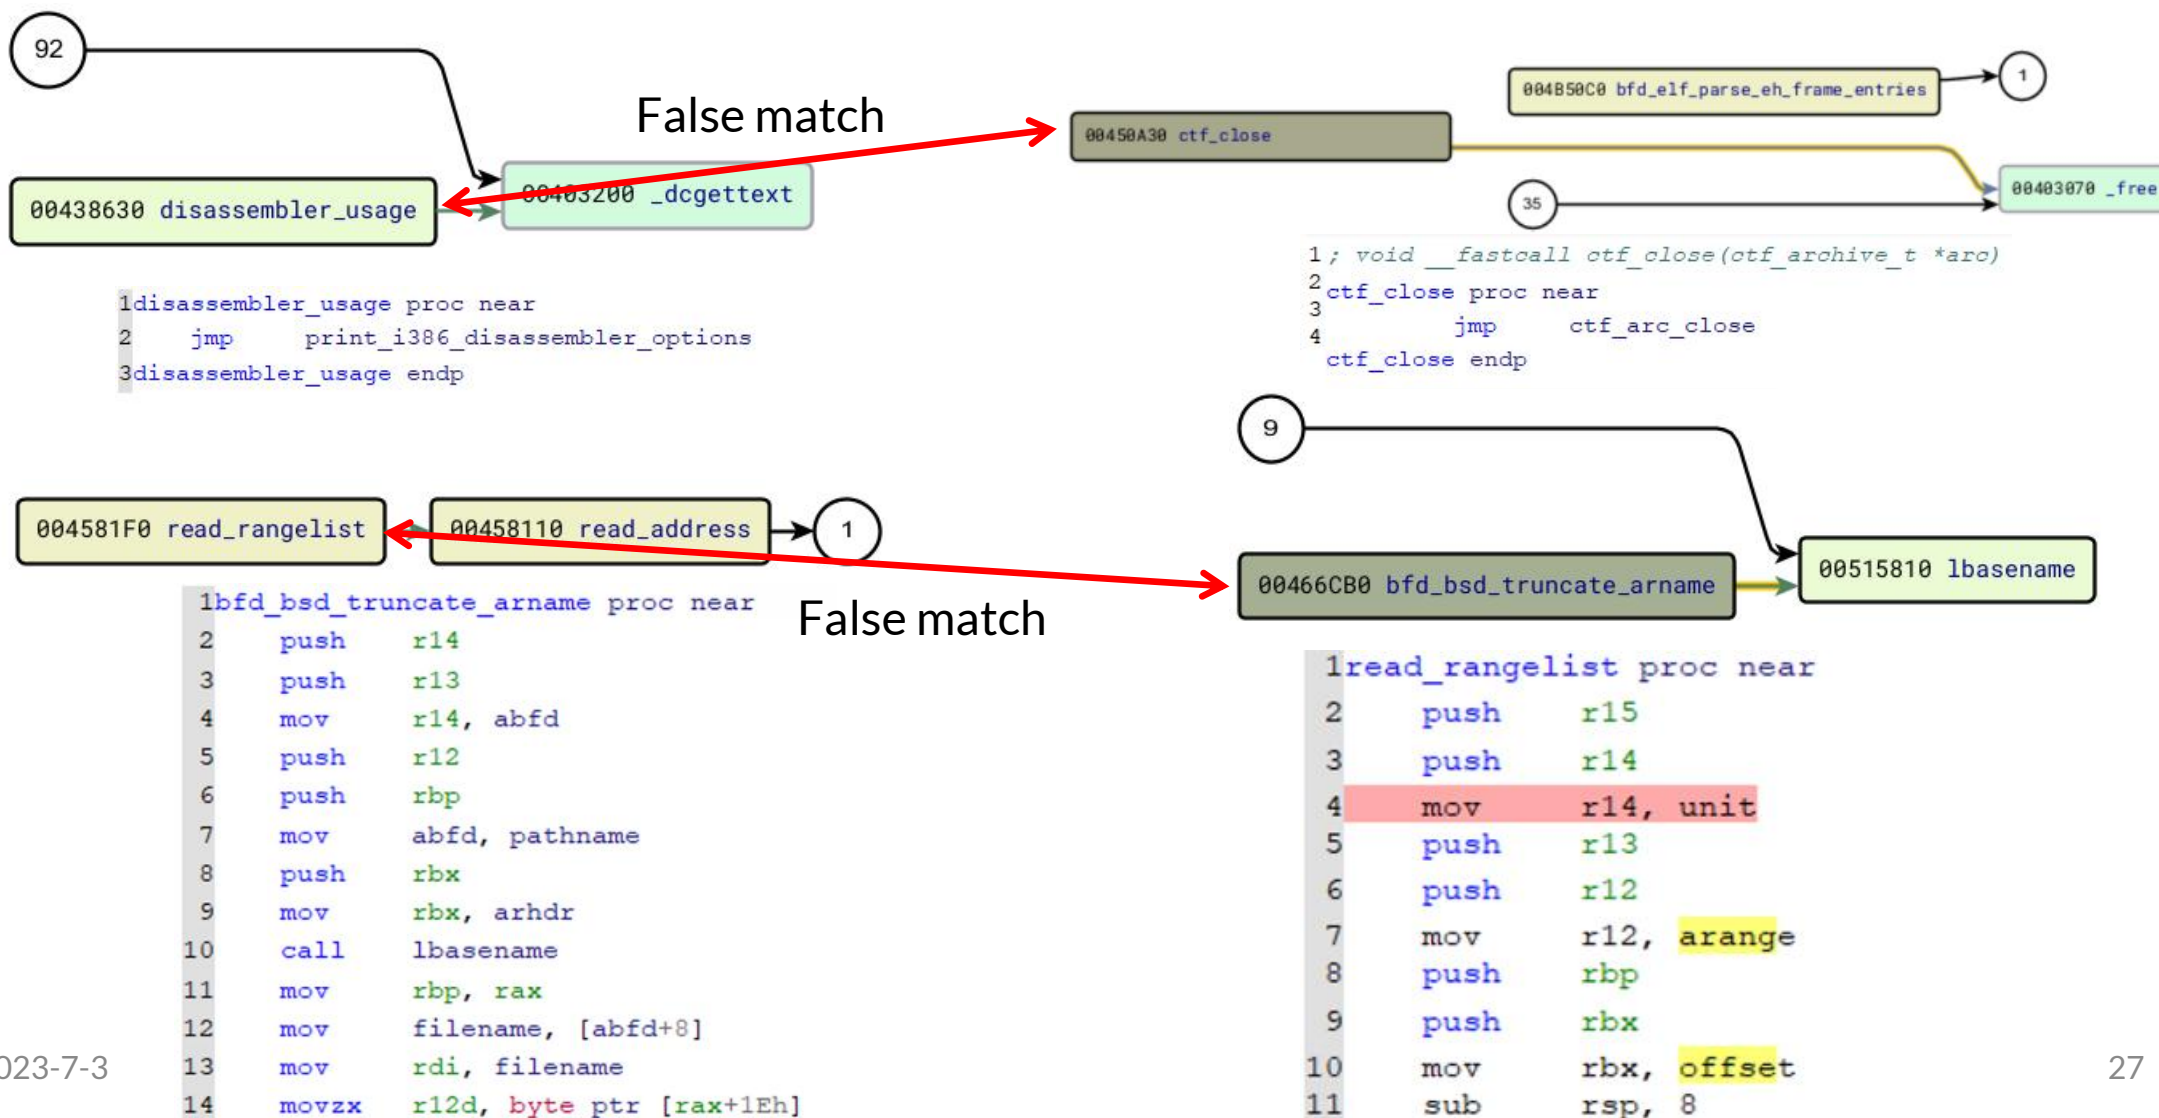 92
False match
004B50C0 bfd_elf_parse_eh_frame_entries
1
00450A30 ctf_close
00438630 disassembler_usage
00403200 _dcgettext
35
00403070 _free
1disassembler_usage proc near
2 jmp print_i386_disassembler_options
3disassembler_usage endp
1; void __fastcall ctf_close(ctf_archive_t *arc)
2
ctf_close proc near
3
jmp ctf_arc_close
4
ctf_close endp
9
004581F0 read_rangelist
00458110 read_address
1
00466CB0 bfd_bsd_truncate_arname
00515810 lbasename
False match
1bfd_bsd_truncate_arname proc near
2 push r14
3 push r13
4 mov r14, abfd
5 push r12
6 push rbp
7 mov abfd, pathname
8 push rbx
9 mov rbx, arhdr
10 call lbasename
11 mov rbp, rax
12 mov filename, [abfd+8]
13 mov rdi, filename
14 movzx r12d, byte ptr [rax+1Eh]
1read_rangelist proc near
2 push r15
3 push r14
4 mov r14, unit
5 push r13
6 push r12
7 mov r12, arange
8 push rbp
9 push rbx
10 mov rbx, offset
11 sub rsp, 8
023-7-3
27